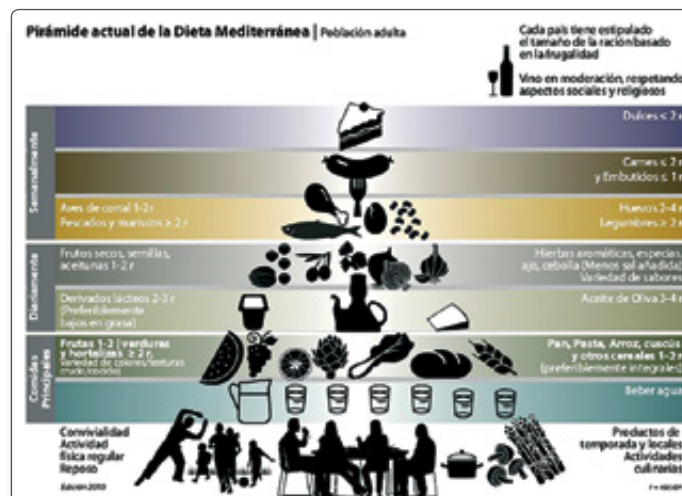 Pirámide actual de la Dieta Mediterránea | Población adulta
Cada país tiene estipulado
el tamaño de la ración basado
en la frugalidad
Vino en moderación, respetando
aspectos sociales y religiosos
Semanalmente
Dulces ≤ 2 r
Carnes ≤ 2 r
y Embutidos ≤ 1 r
Aves de corral 1-2 r
Pescados y mariscos ≥ 2 r
Huevos 2-4 r
Legumbres ≥ 2 r
Diariamente
Frutos secos, semillas,
aceitunas 1-2 r
Hierbas aromáticas, especias,
ajo, cebolla (Menos sal añadida)
Variedad de sabores
Derivados lácteos 2-3 r
(Preferiblemente
bajos en grasa)
Aceite de Oliva 3-4 r
Comidas
Principales
Frutas 1-2 | verduras
y hortalizas ≥ 2 r,
Variedad de colores/texturas
crudo/cocido)
Pan, Pasta, Arroz, cuscús
y otros cereales 1-2 r
(preferiblemente integrales)
Beber agua
Convivialidad
Actividad
física regular
Reposo
Productos de
temporada y locales
Actividades
culinarias
Edición 2010
r = ración